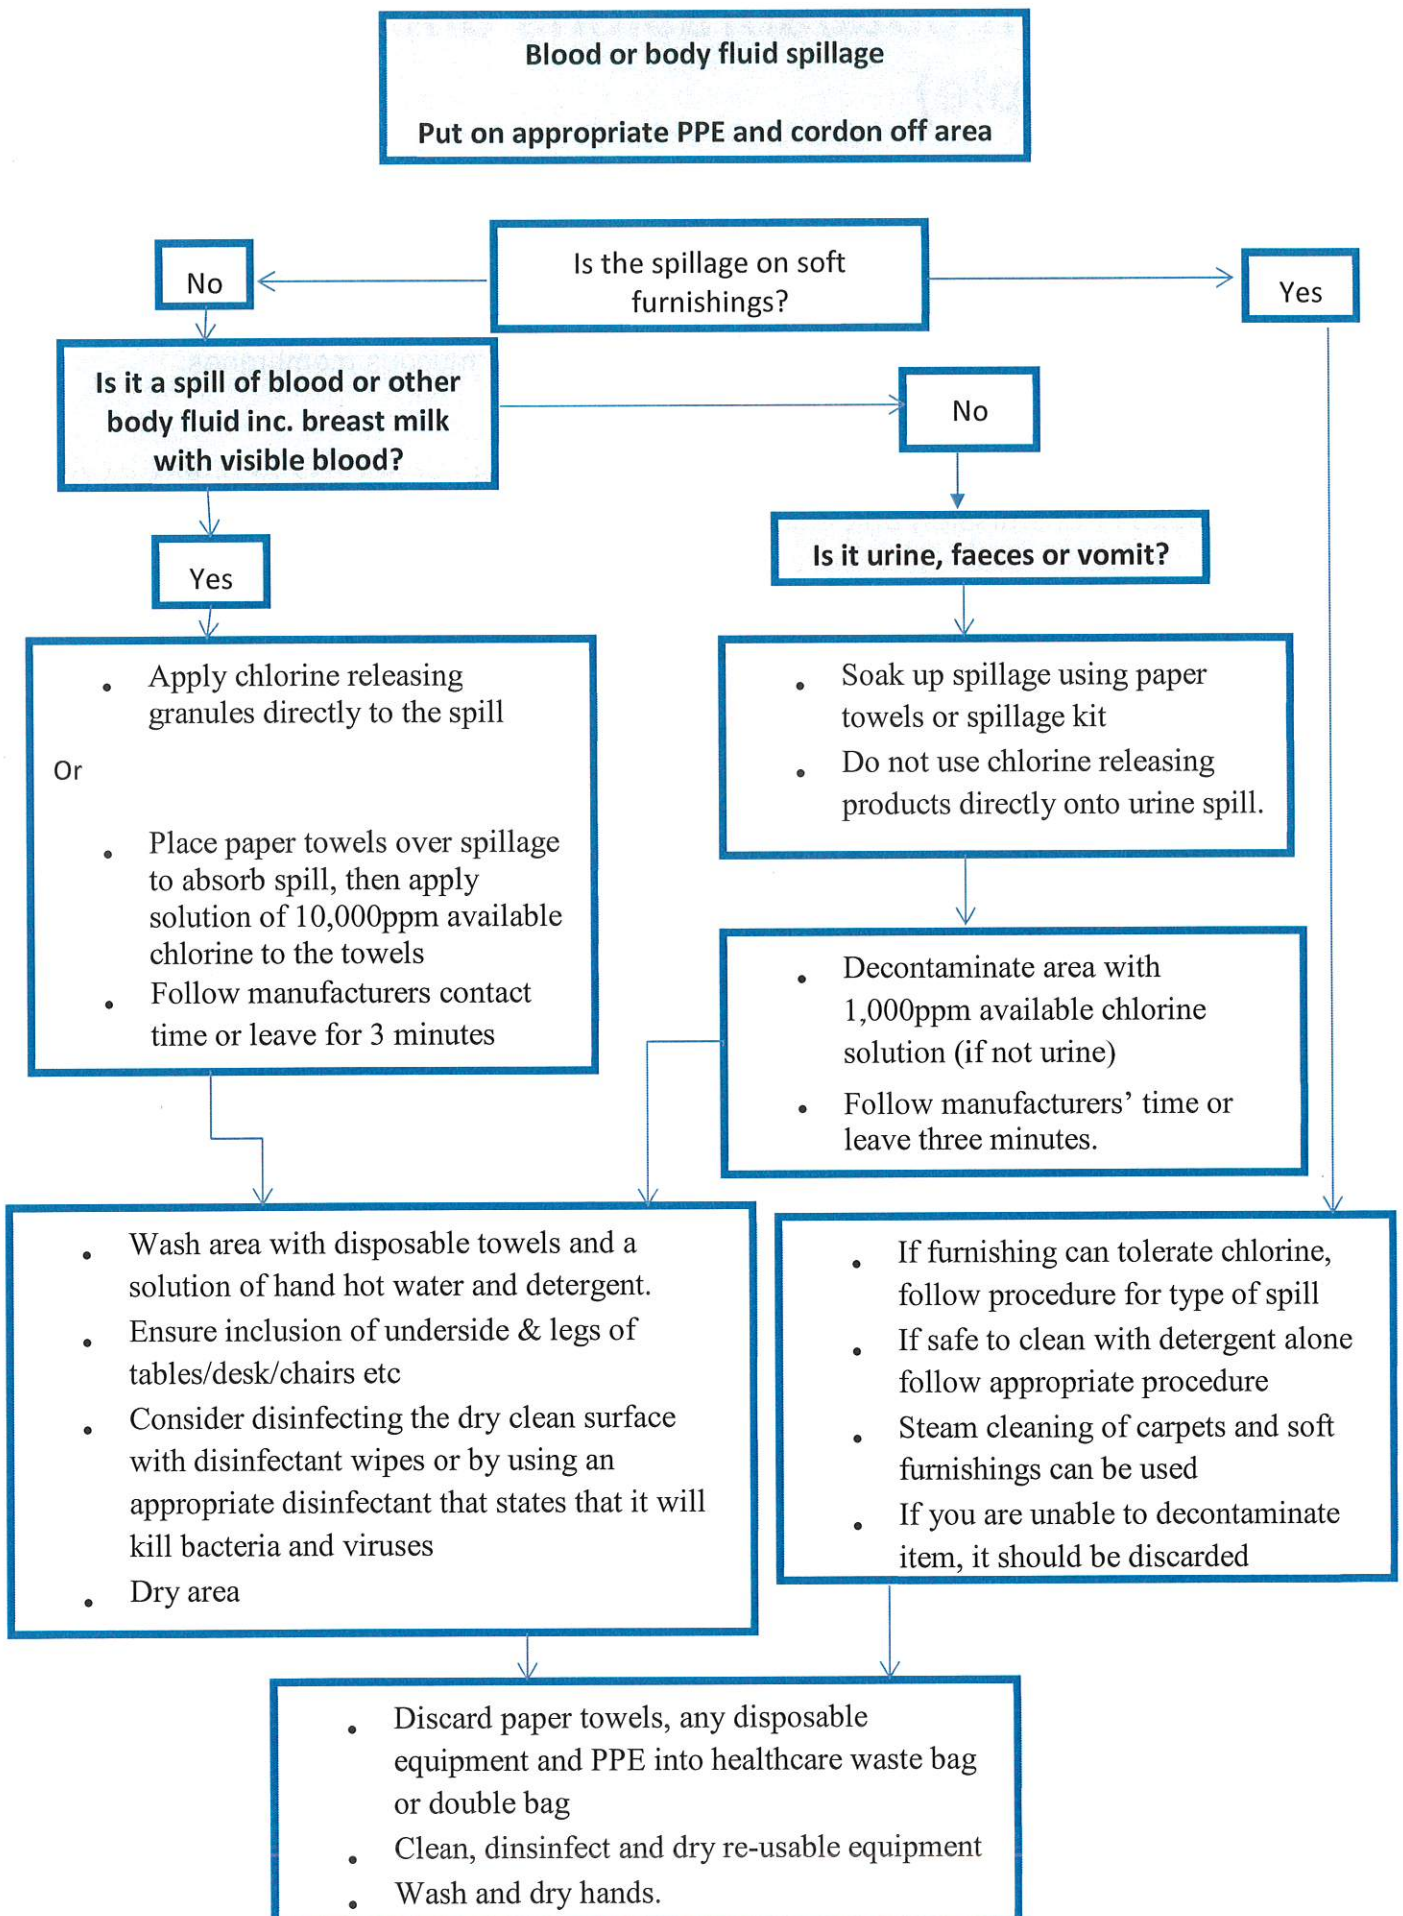 Blood or body fluid spillage
Put on appropriate PPE and cordon off area
Is the spillage on soft
furnishings?
No
Yes
Is it a spill of blood or other
body fluid inc. breast milk
with visible blood?
No
Yes
Is it urine, faeces or vomit?
• Apply chlorine releasing
granules directly to the spill
Or
• Place paper towels over spillage
to absorb spill, then apply
solution of 10,000ppm available
chlorine to the towels
• Follow manufacturers contact
time or leave for 3 minutes
• Soak up spillage using paper
towels or spillage kit
• Do not use chlorine releasing
products directly onto urine spill.
• Decontaminate area with
1,000ppm available chlorine
solution (if not urine)
• Follow manufacturers’ time or
leave three minutes.
• Wash area with disposable towels and a
solution of hand hot water and detergent.
• Ensure inclusion of underside & legs of
tables/desk/chairs etc
• Consider disinfecting the dry clean surface
with disinfectant wipes or by using an
appropriate disinfectant that states that it will
kill bacteria and viruses
• Dry area
• If furnishing can tolerate chlorine,
follow procedure for type of spill
• If safe to clean with detergent alone
follow appropriate procedure
• Steam cleaning of carpets and soft
furnishings can be used
• If you are unable to decontaminate
item, it should be discarded
• Discard paper towels, any disposable
equipment and PPE into healthcare waste bag
or double bag
• Clean, dinsinfect and dry re-usable equipment
• Wash and dry hands.